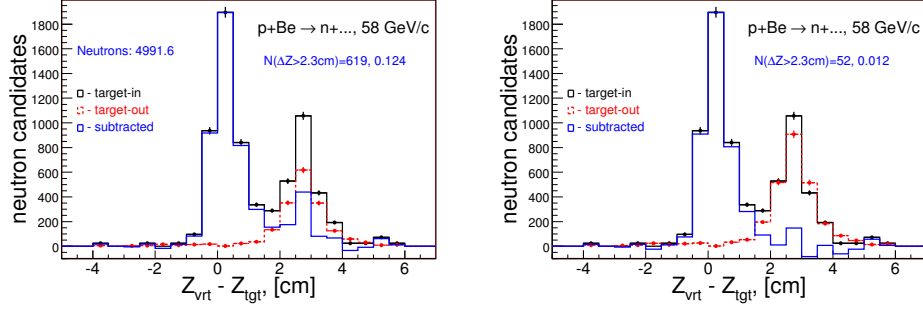 p+Be → n+..., 58 GeV/c
Neutrons: 4991.6
N(ΔZ>2.3cm)=619, 0.124
- target-in
- target-out
- subtracted
neutron candidates
1800
1600
1400
1200
1000
800
600
400
200
0
-4 -2 0 2 4 6
Z_vrt - Z_tgt, [cm]
p+Be → n+..., 58 GeV/c
N(ΔZ>2.3cm)=52, 0.012
- target-in
- target-out
- subtracted
neutron candidates
1800
1600
1400
1200
1000
800
600
400
200
0
-4 -2 0 2 4 6
Z_vrt - Z_tgt, [cm]